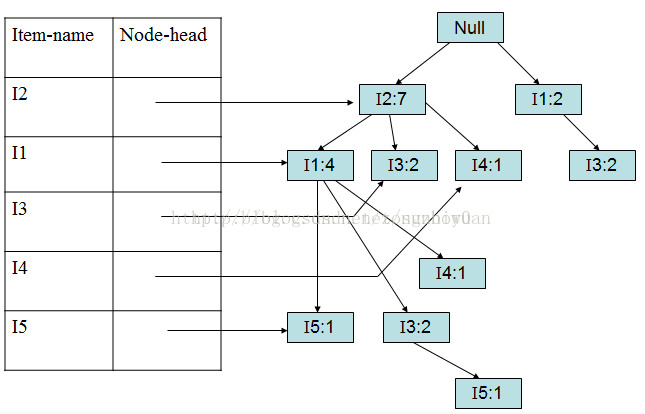 Null
Item-name Node-head
I2 I2:7 I1:2
I1 I1:4 I3:2 I4:1 I3:2
I3
I4 I4:1
I5 I5:1 I3:2
I5:1